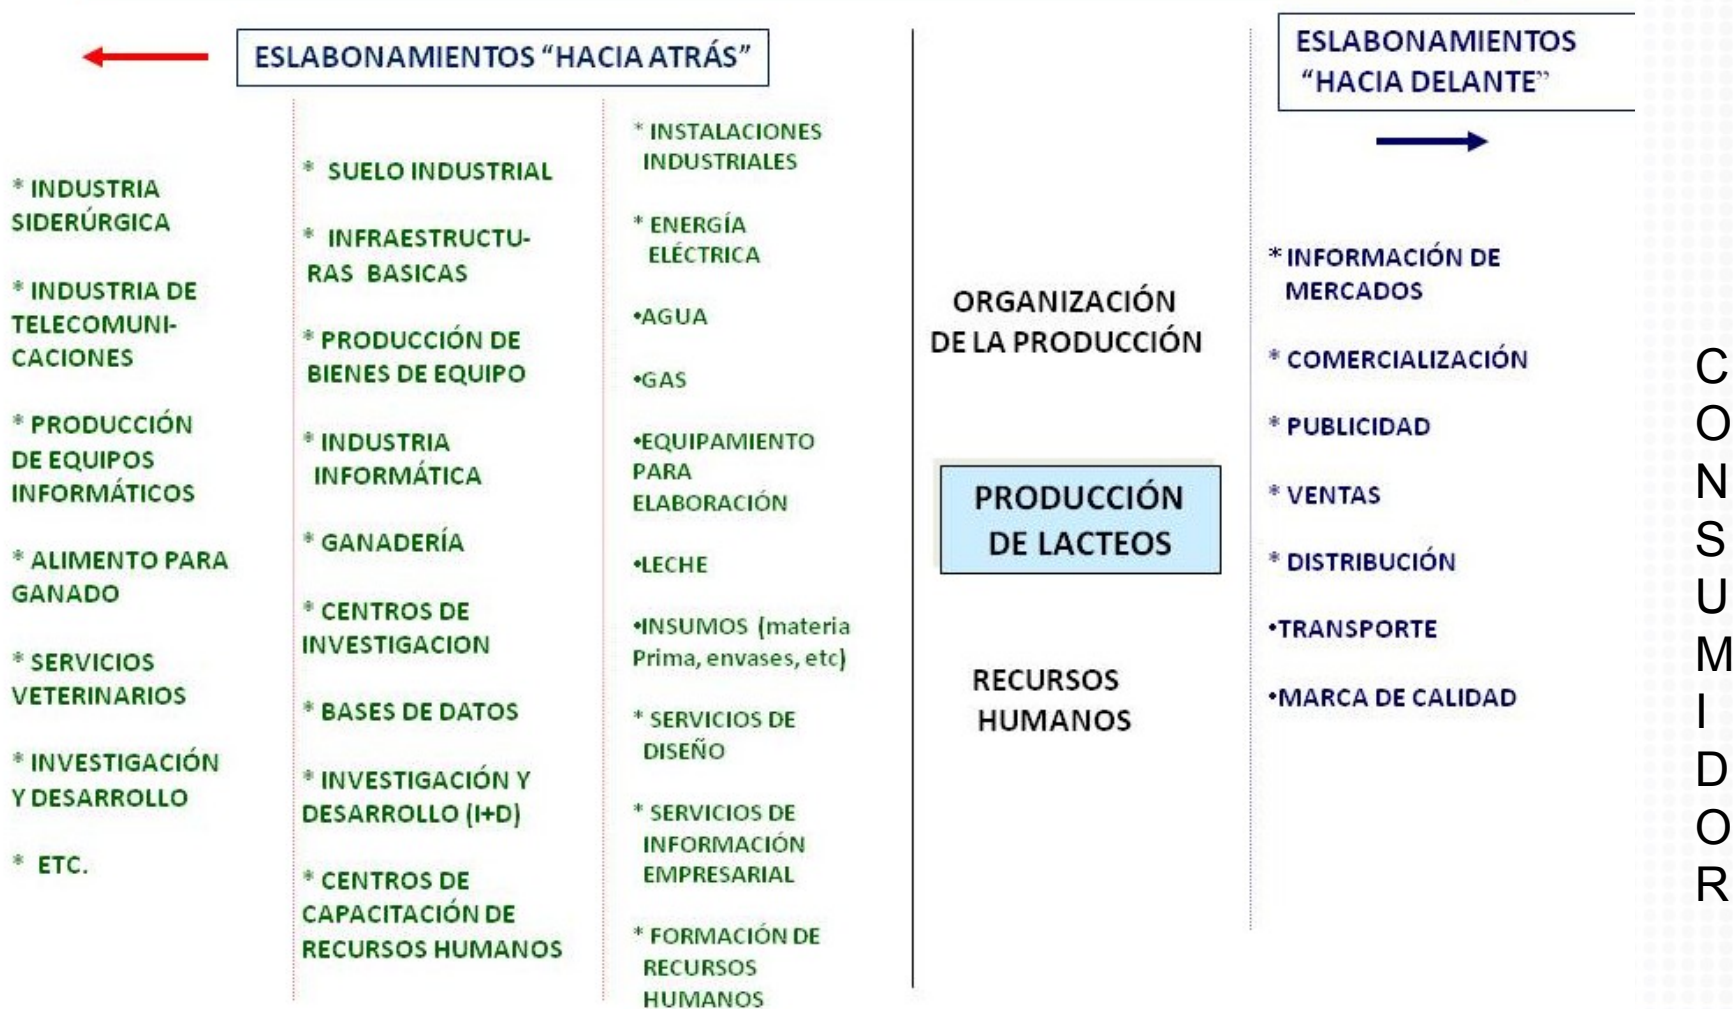 ESLABONAMIENTOS “HACIA ATRÁS”
* INDUSTRIA
SIDERÚRGICA
* INDUSTRIA DE
TELECOMUNI-
CACIONES
* PRODUCCIÓN
DE EQUIPOS
INFORMÁTICOS
* ALIMENTO PARA
GANADO
* SERVICIOS
VETERINARIOS
* INVESTIGACIÓN
Y DESARROLLO
* ETC.
* SUELO INDUSTRIAL
* INFRAESTRUCTU-
RAS BASICAS
* PRODUCCIÓN DE
BIENES DE EQUIPO
* INDUSTRIA
INFORMÁTICA
* GANADERÍA
* CENTROS DE
INVESTIGACION
* BASES DE DATOS
* INVESTIGACIÓN Y
DESARROLLO (I+D)
* CENTROS DE
CAPACITACIÓN DE
RECURSOS HUMANOS
* INSTALACIONES
INDUSTRIALES
* ENERGÍA
ELÉCTRICA
•AGUA
•GAS
•EQUIPAMIENTO
PARA
ELABORACIÓN
•LECHE
•INSUMOS (materia
Prima, envases, etc)
* SERVICIOS DE
DISEÑO
* SERVICIOS DE
INFORMACIÓN
EMPRESARIAL
* FORMACIÓN DE
RECURSOS
HUMANOS
ORGANIZACIÓN
DE LA PRODUCCIÓN
PRODUCCIÓN
DE LACTEOS
RECURSOS
HUMANOS
ESLABONAMIENTOS
“HACIA DELANTE”
* INFORMACIÓN DE
MERCADOS
* COMERCIALIZACIÓN
* PUBLICIDAD
* VENTAS
* DISTRIBUCIÓN
•TRANSPORTE
•MARCA DE CALIDAD
C
O
N
S
U
M
I
D
O
R